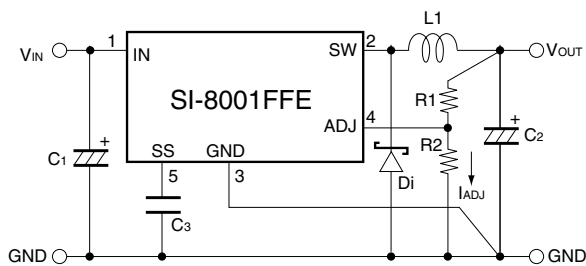 L1
VIN
1
IN
SW
2
VOUT
SI-8001FFE
R1
ADJ
4
+
C1
+
C2
SS
GND
R2
5
3
Di
IADJ
C3
GND
GND